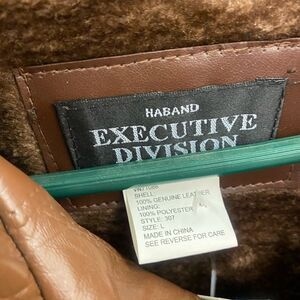 HABAND
EXECUTIVE
DIVISION
SHELL:
100% GENUINE LEATHER
LINING:
100% POLYESTER
STYLE: 307
SIZE: L
MADE IN CHINA
SEE REVERSE FOR CARE